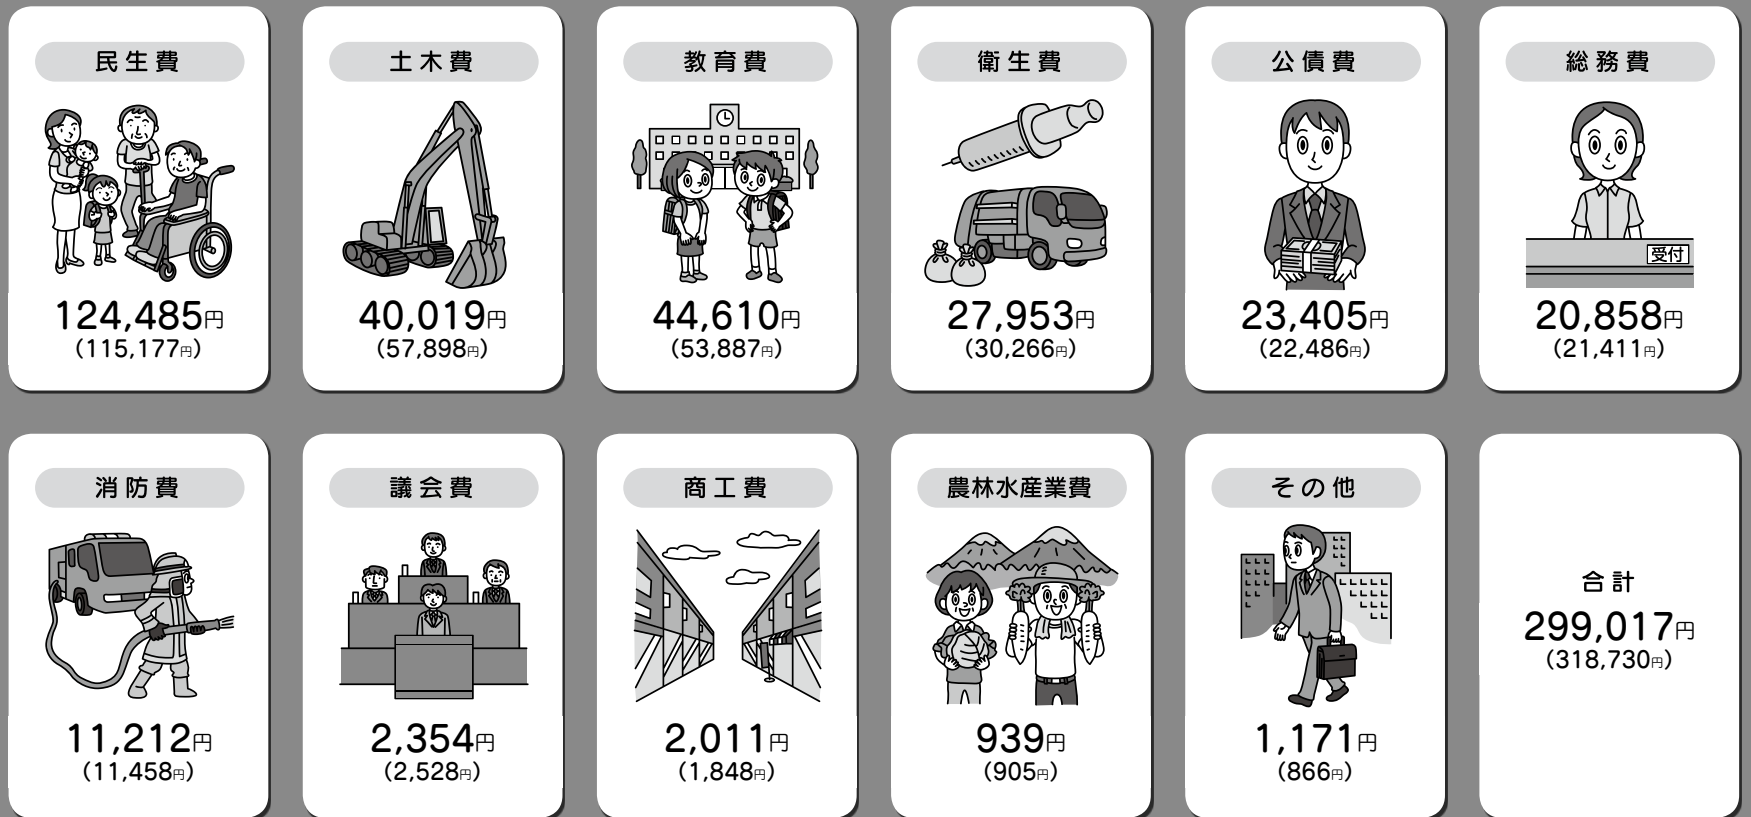 民生費
124,485円
(115,177円)
土木費
40,019円
(57,898円)
教育費
44,610円
(53,887円)
衛生費
27,953円
(30,266円)
公債費
23,405円
(22,486円)
総務費
受付
20,858円
(21,411円)
消防費
11,212円
(11,458円)
議会費
2,354円
(2,528円)
商工費
2,011円
(1,848円)
農林水産業費
939円
(905円)
その他
1,171円
(866円)
合計
299,017円
(318,730円)